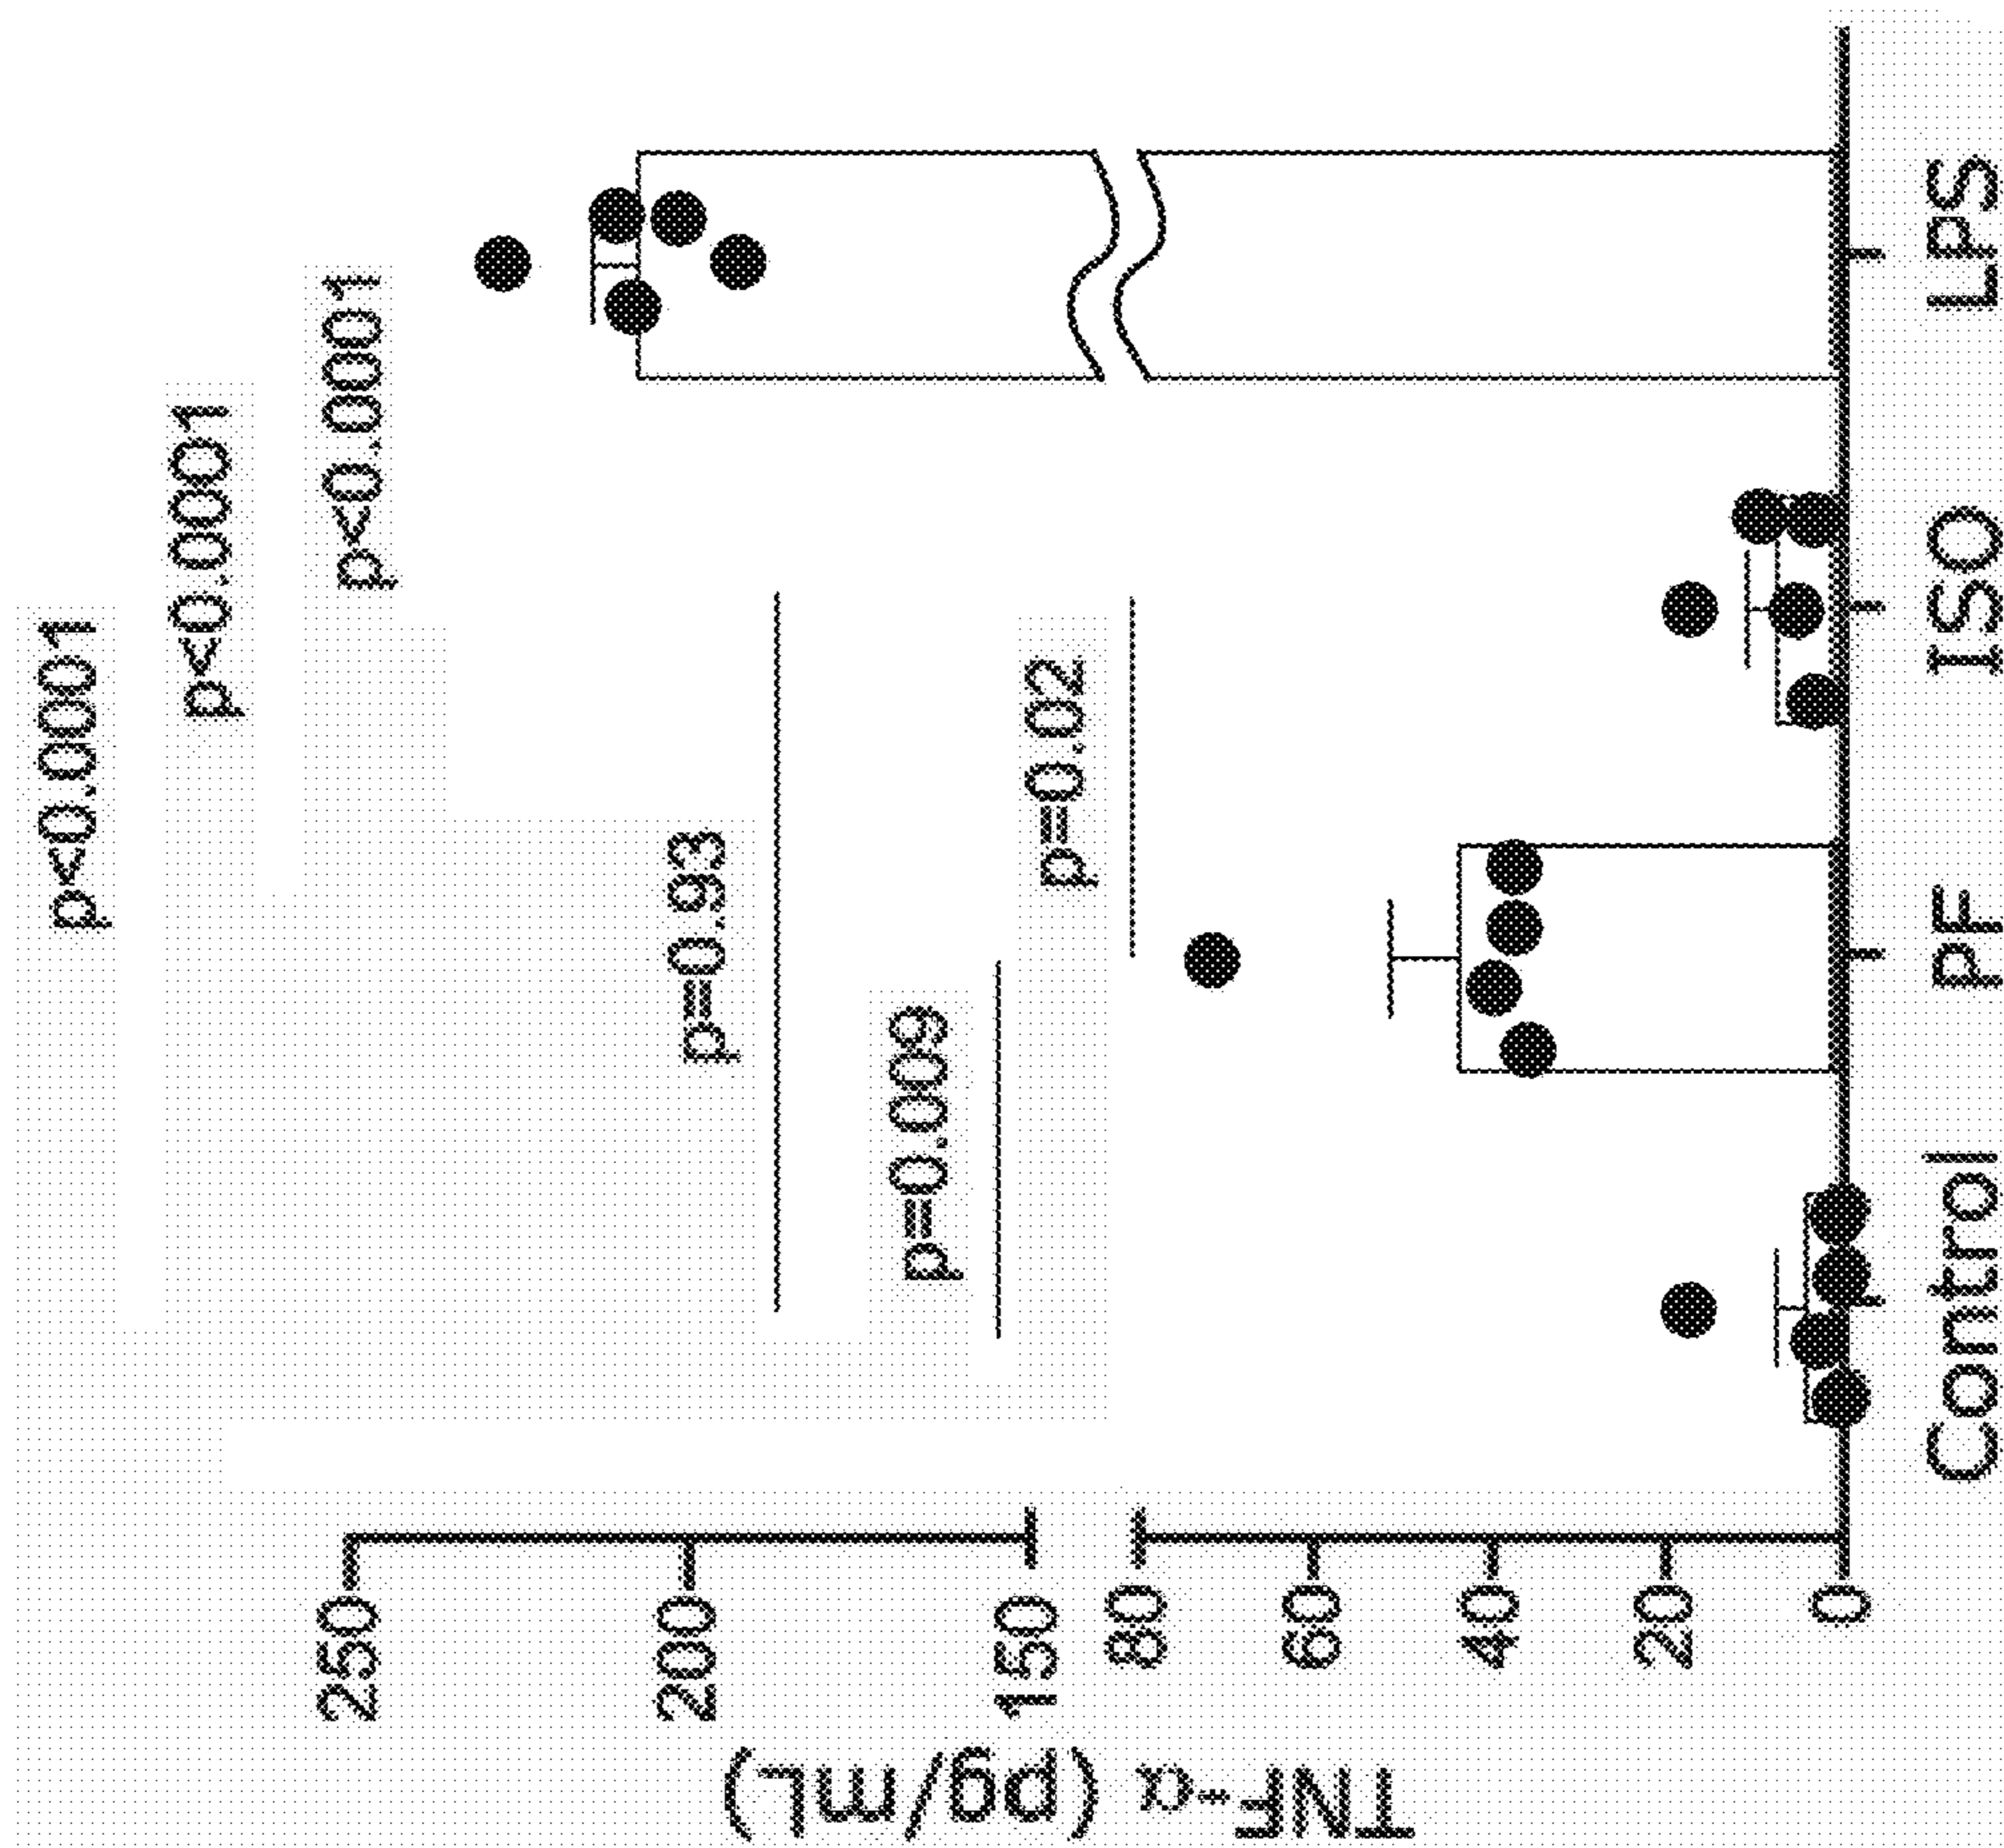 p<0.0001
p<0.0001
p<0.0001
p=0.93
p=0.009
p=0.02
TNF-α (pg/mL)
250
200
150
80
60
40
20
0
Control PF ISO LPS